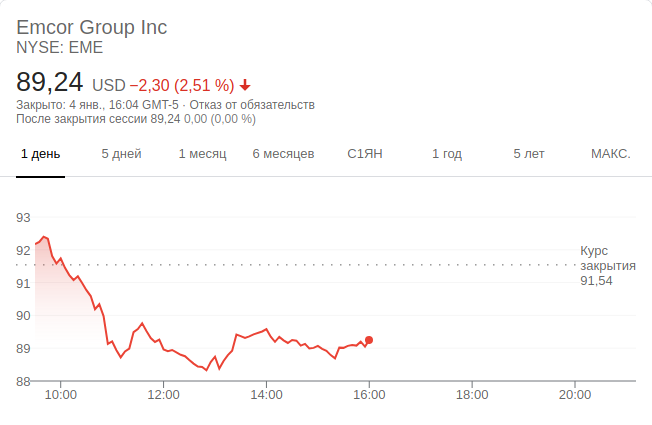 Emcor Group Inc
NYSE: EME
89,24 USD −2,30 (2,51 %)
Закрыто: 4 янв., 16:04 GMT-5 · Отказ от обязательств
После закрытия сессии 89,24 0,00 (0,00 %)
1 день 5 дней 1 месяц 6 месяцев С1ЯН 1 год 5 лет МАКС.
93
92
91
90
89
88
Курс
закрытия
91,54
10:00 12:00 14:00 16:00 18:00 20:00